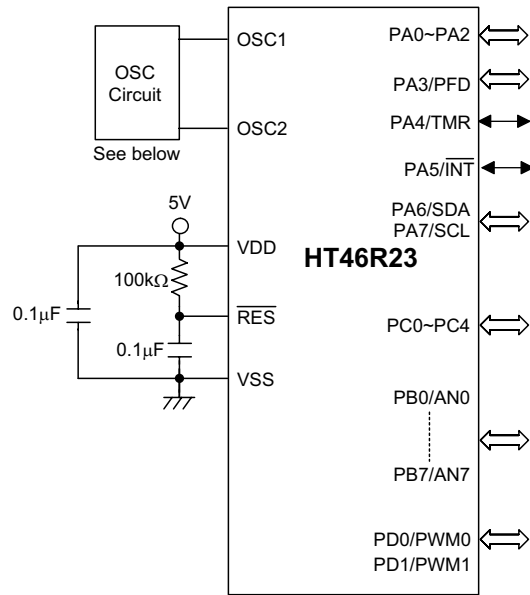 OSC
Circuit
See below
OSC1
OSC2
5V
VDD
100kΩ
0.1μF
RES
0.1μF
VSS
HT46R23
PA0~PA2
PA3/PFD
PA4/TMR
PA5/INT
PA6/SDA
PA7/SCL
PC0~PC4
PB0/AN0
PB7/AN7
PD0/PWM0
PD1/PWM1